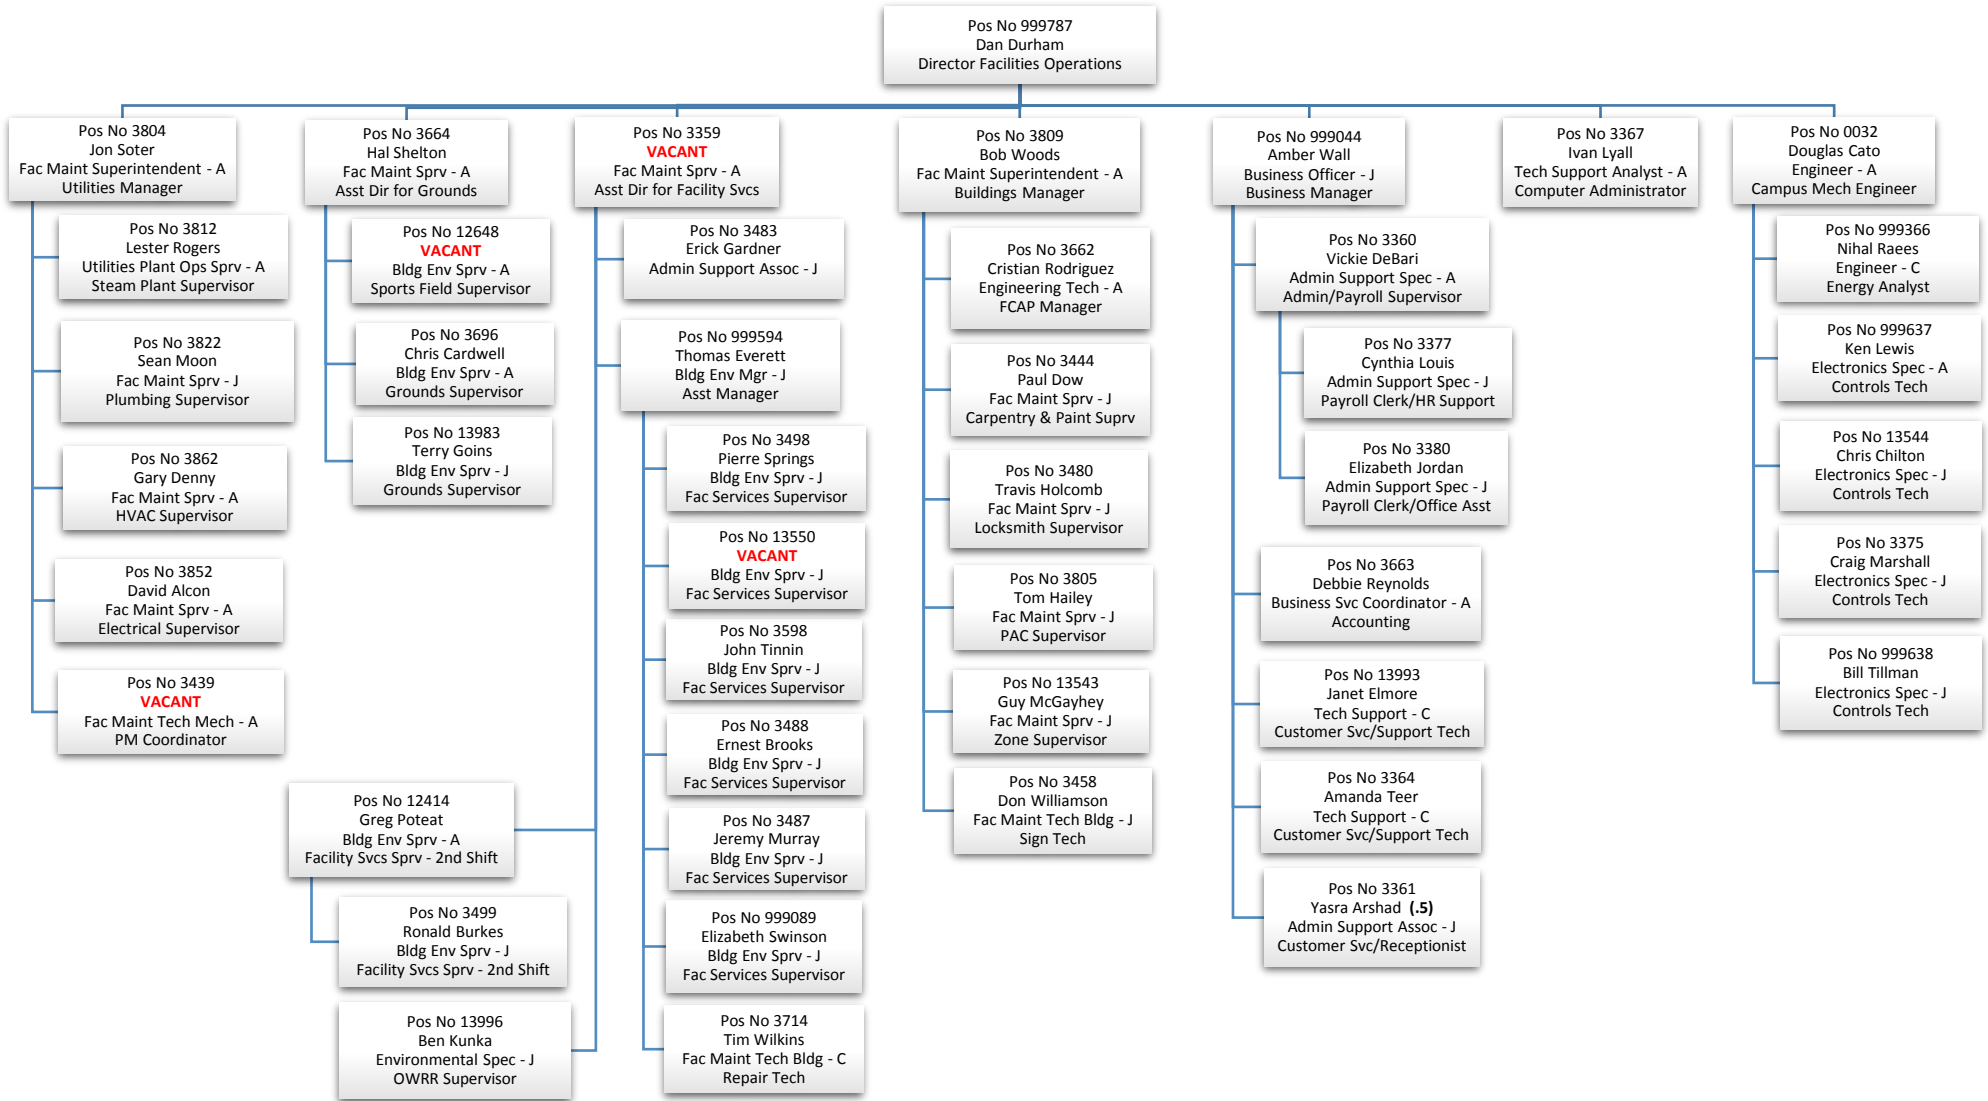 Pos No 999787
Dan Durham
Director Facilities Operations
Pos No 3804
Jon Soter
Fac Maint Superintendent - A
Utilities Manager
Pos No 3812
Lester Rogers
Utilities Plant Ops Sprv - A
Steam Plant Supervisor
Pos No 3822
Sean Moon
Fac Maint Sprv - J
Plumbing Supervisor
Pos No 3862
Gary Denny
Fac Maint Sprv - A
HVAC Supervisor
Pos No 3852
David Alcon
Fac Maint Sprv - A
Electrical Supervisor
Pos No 3439
VACANT
Fac Maint Tech Mech - A
PM Coordinator
Pos No 3664
Hal Shelton
Fac Maint Sprv - A
Asst Dir for Grounds
Pos No 12648
VACANT
Bldg Env Sprv - A
Sports Field Supervisor
Pos No 3696
Chris Cardwell
Bldg Env Sprv - A
Grounds Supervisor
Pos No 13983
Terry Goins
Bldg Env Sprv - J
Grounds Supervisor
Pos No 3359
VACANT
Fac Maint Sprv - A
Asst Dir for Facility Svcs
Pos No 3483
Erick Gardner
Admin Support Assoc - J
Pos No 999594
Thomas Everett
Bldg Env Mgr - J
Asst Manager
Pos No 3498
Pierre Springs
Bldg Env Sprv - J
Fac Services Supervisor
Pos No 13550
VACANT
Bldg Env Sprv - J
Fac Services Supervisor
Pos No 3598
John Tinnin
Bldg Env Sprv - J
Fac Services Supervisor
Pos No 3488
Ernest Brooks
Bldg Env Sprv - J
Fac Services Supervisor
Pos No 3487
Jeremy Murray
Bldg Env Sprv - J
Fac Services Supervisor
Pos No 999089
Elizabeth Swinson
Bldg Env Sprv - J
Fac Services Supervisor
Pos No 3714
Tim Wilkins
Fac Maint Tech Bldg - C
Repair Tech
Pos No 12414
Greg Poteat
Bldg Env Sprv - A
Facility Svcs Sprv - 2nd Shift
Pos No 3499
Ronald Burkes
Bldg Env Sprv - J
Facility Svcs Sprv - 2nd Shift
Pos No 13996
Ben Kunka
Environmental Spec - J
OWRR Supervisor
Pos No 3809
Bob Woods
Fac Maint Superintendent - A
Buildings Manager
Pos No 3662
Cristian Rodriguez
Engineering Tech - A
FCAP Manager
Pos No 3444
Paul Dow
Fac Maint Sprv - J
Carpentry & Paint Suprv
Pos No 3480
Travis Holcomb
Fac Maint Sprv - J
Locksmith Supervisor
Pos No 3805
Tom Hailey
Fac Maint Sprv - J
PAC Supervisor
Pos No 13543
Guy McGayhey
Fac Maint Sprv - J
Zone Supervisor
Pos No 3458
Don Williamson
Fac Maint Tech Bldg - J
Sign Tech
Pos No 999044
Amber Wall
Business Officer - J
Business Manager
Pos No 3360
Vickie DeBari
Admin Support Spec - A
Admin/Payroll Supervisor
Pos No 3377
Cynthia Louis
Admin Support Spec - J
Payroll Clerk/HR Support
Pos No 3380
Elizabeth Jordan
Admin Support Spec - J
Payroll Clerk/Office Asst
Pos No 3663
Debbie Reynolds
Business Svc Coordinator - A
Accounting
Pos No 13993
Janet Elmore
Tech Support - C
Customer Svc/Support Tech
Pos No 3364
Amanda Teer
Tech Support - C
Customer Svc/Support Tech
Pos No 3361
Yasra Arshad (.5)
Admin Support Assoc - J
Customer Svc/Receptionist
Pos No 3367
Ivan Lyall
Tech Support Analyst - A
Computer Administrator
Pos No 0032
Douglas Cato
Engineer - A
Campus Mech Engineer
Pos No 999366
Nihal Raees
Engineer - C
Energy Analyst
Pos No 999637
Ken Lewis
Electronics Spec - A
Controls Tech
Pos No 13544
Chris Chilton
Electronics Spec - J
Controls Tech
Pos No 3375
Craig Marshall
Electronics Spec - J
Controls Tech
Pos No 999638
Bill Tillman
Electronics Spec - J
Controls Tech